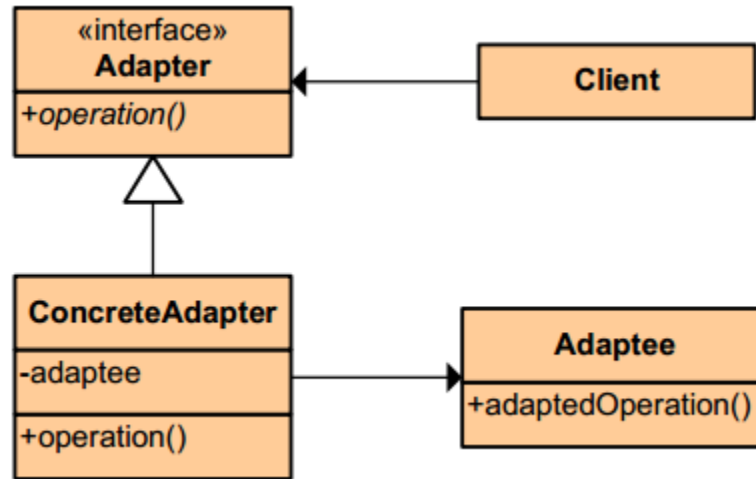 «interface»
Adapter
+operation()
Client
ConcreteAdapter
-adaptee
+operation()
Adaptee
+adaptedOperation()